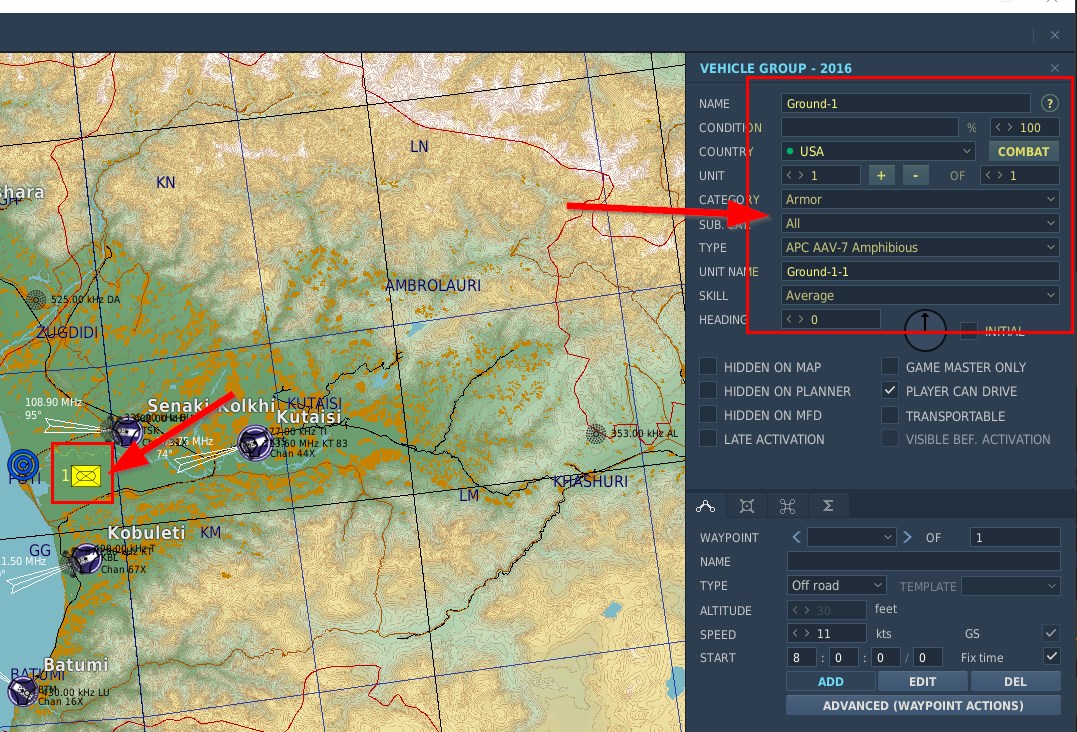 LN
KN
shara
AMBROLAURI
525.00 kHz DA
ZUGDIDI
108.90 MHz
95°
Senaki Kolkhi
KUTAISI
Kutaisi
TSK
477.00 kHz TI
113.60 MHz KT 83
Chan 44X
74°
353.00 kHz AL
POTI
1
LM
KHASHURI
Kobuleti
KM
GG
KBL
Chan 67X
1.50 MHz
Batumi
BATUMI
430.00 kHz LU
Chan 16X
VEHICLE GROUP - 2016
NAME Ground-1 ?
CONDITION % < > 100
COUNTRY USA COMBAT
UNIT < > 1 + - OF < > 1
CATEGORY Armor
SUB. CAT. All
TYPE APC AAV-7 Amphibious
UNIT NAME Ground-1-1
SKILL Average
HEADING < > 0 INITIAL
HIDDEN ON MAP GAME MASTER ONLY
HIDDEN ON PLANNER PLAYER CAN DRIVE
HIDDEN ON MFD TRANSPORTABLE
LATE ACTIVATION VISIBLE BEF. ACTIVATION
WAYPOINT < > OF 1
NAME
TYPE Off road TEMPLATE
ALTITUDE < > 30 feet
SPEED < > 11 kts GS
START 8 : 0 : 0 / 0 Fix time
ADD EDIT DEL
ADVANCED (WAYPOINT ACTIONS)